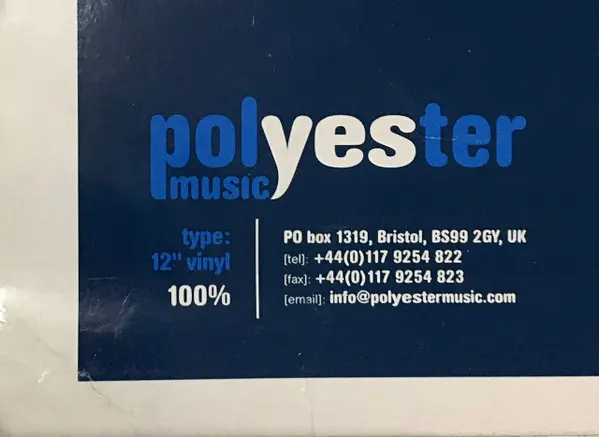 polyester
music
type:
12" vinyl
100%
PO box 1319, Bristol, BS99 2GY, UK
[tel]: +44(0)117 9254 822
[fax]: +44(0)117 9254 823
[email]: info@polyestermusic.com